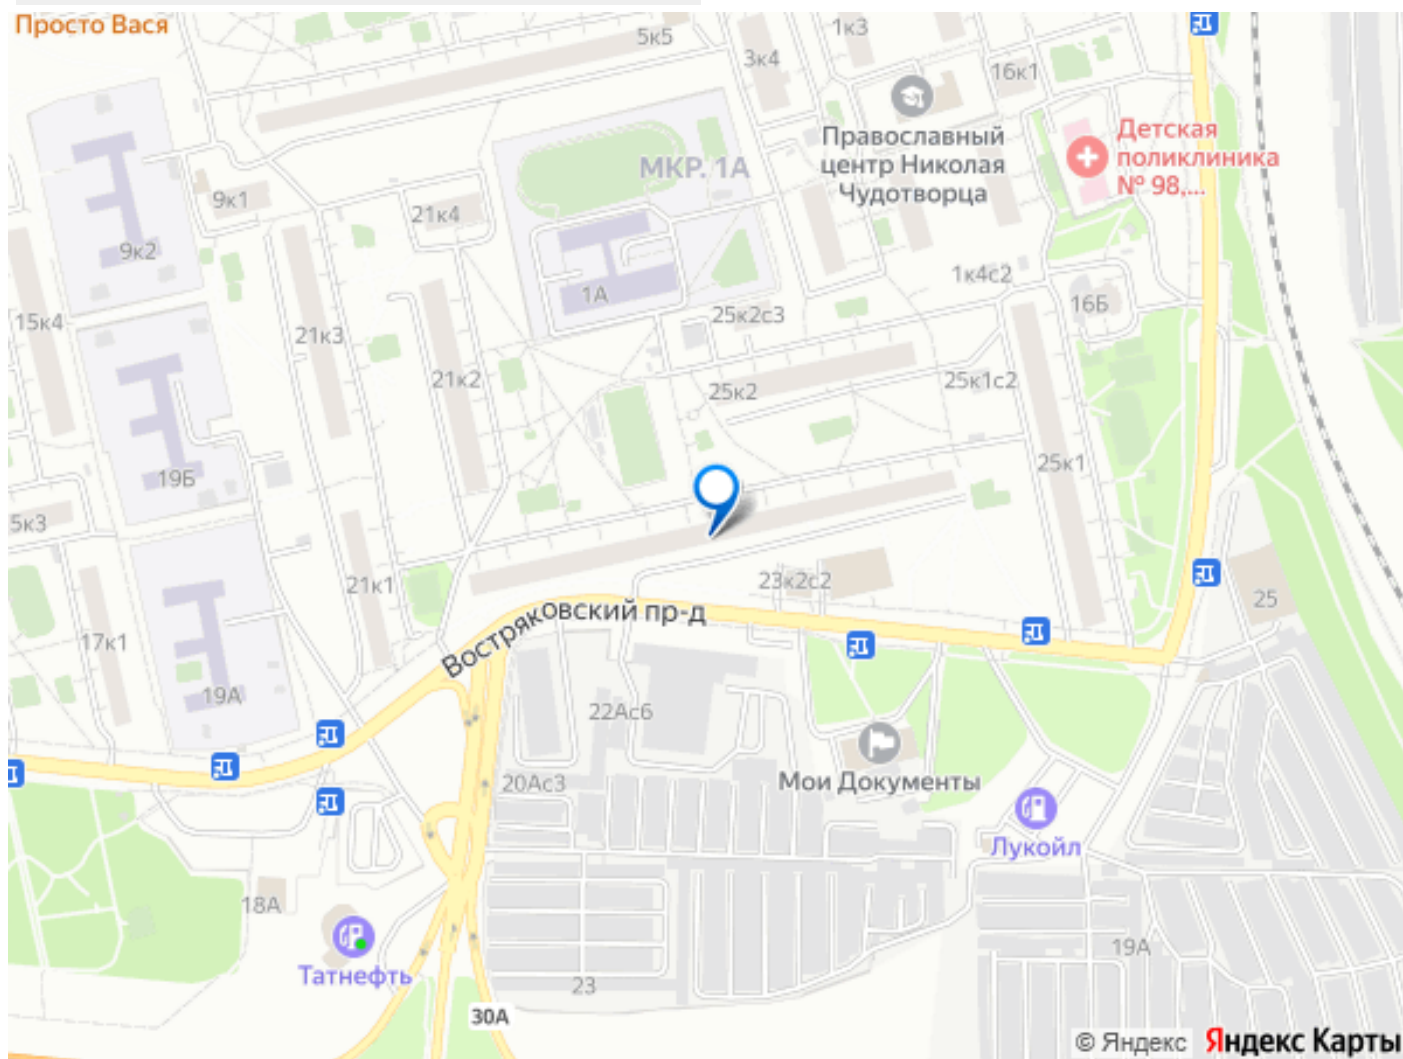 Просто Вася
5к5
1к3
3к4
16к1
Православный
центр Николая
Чудотворца
Детская
поликлиника
№ 98,...
МКР. 1А
9к1
21к4
9к2
1А
1к4с2
16Б
15к4
21к3
25к2с3
21к2
25к2
25к1с2
19Б
25к1
5к3
21к1
23к2с2
25
Востряковский пр-д
17к1
19А
22Ас6
20Ас3
Мои Документы
Лукойл
18А
Татнефть
23
19А
30А
© Яндекс Яндекс Карты